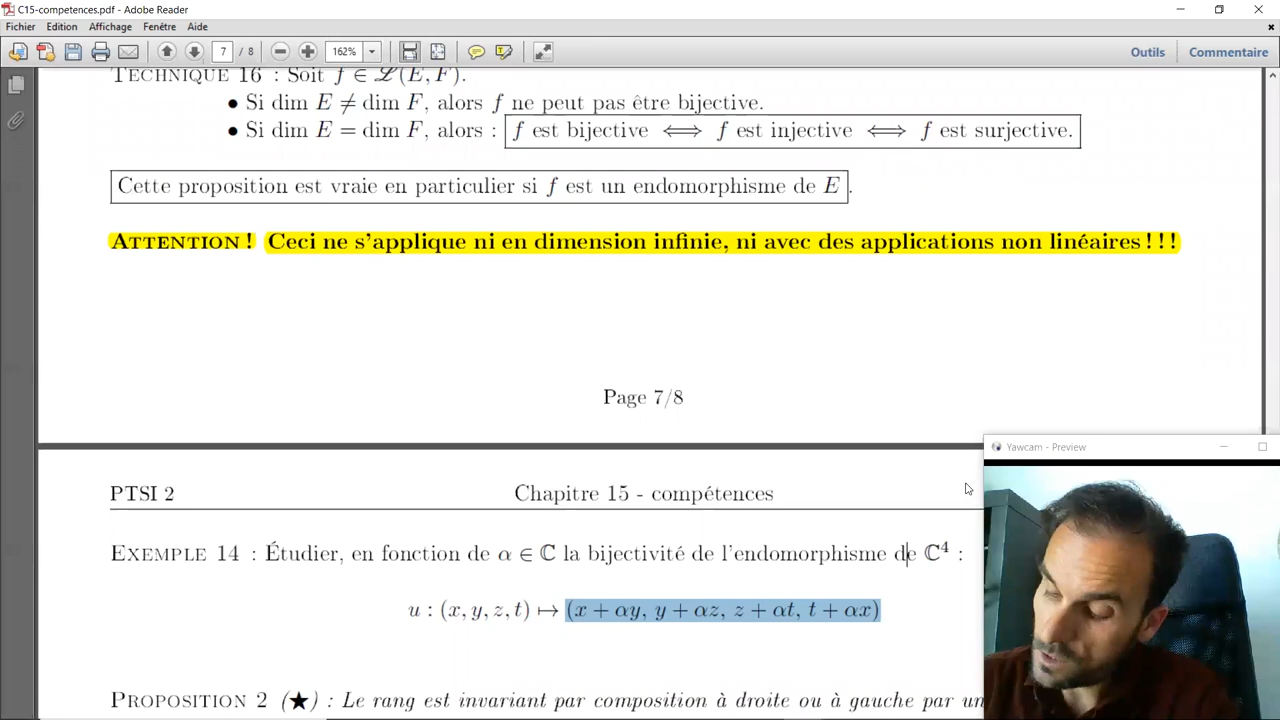 C15-competences.pdf - Adobe Reader
Fichier Edition Affichage Fenêtre Aide
7 / 8 162% Outils Commentaire
TECHNIQUE 16 : Soit f ∈ ℒ(E, F).
• Si dim E ≠ dim F, alors f ne peut pas être bijective.
• Si dim E = dim F, alors : f est bijective ⟺ f est injective ⟺ f est surjective.
Cette proposition est vraie en particulier si f est un endomorphisme de E.
ATTENTION ! Ceci ne s'applique ni en dimension infinie, ni avec des applications non linéaires ! ! !
Page 7/8
Yawcam - Preview
PTSI 2 Chapitre 15 - compétences
EXEMPLE 14 : Étudier, en fonction de α ∈ ℂ la bijectivité de l'endomorphisme de ℂ⁴ :
u : (x, y, z, t) ↦ (x + αy, y + αz, z + αt, t + αx)
PROPOSITION 2 (★) : Le rang est invariant par composition à droite ou à gauche par un